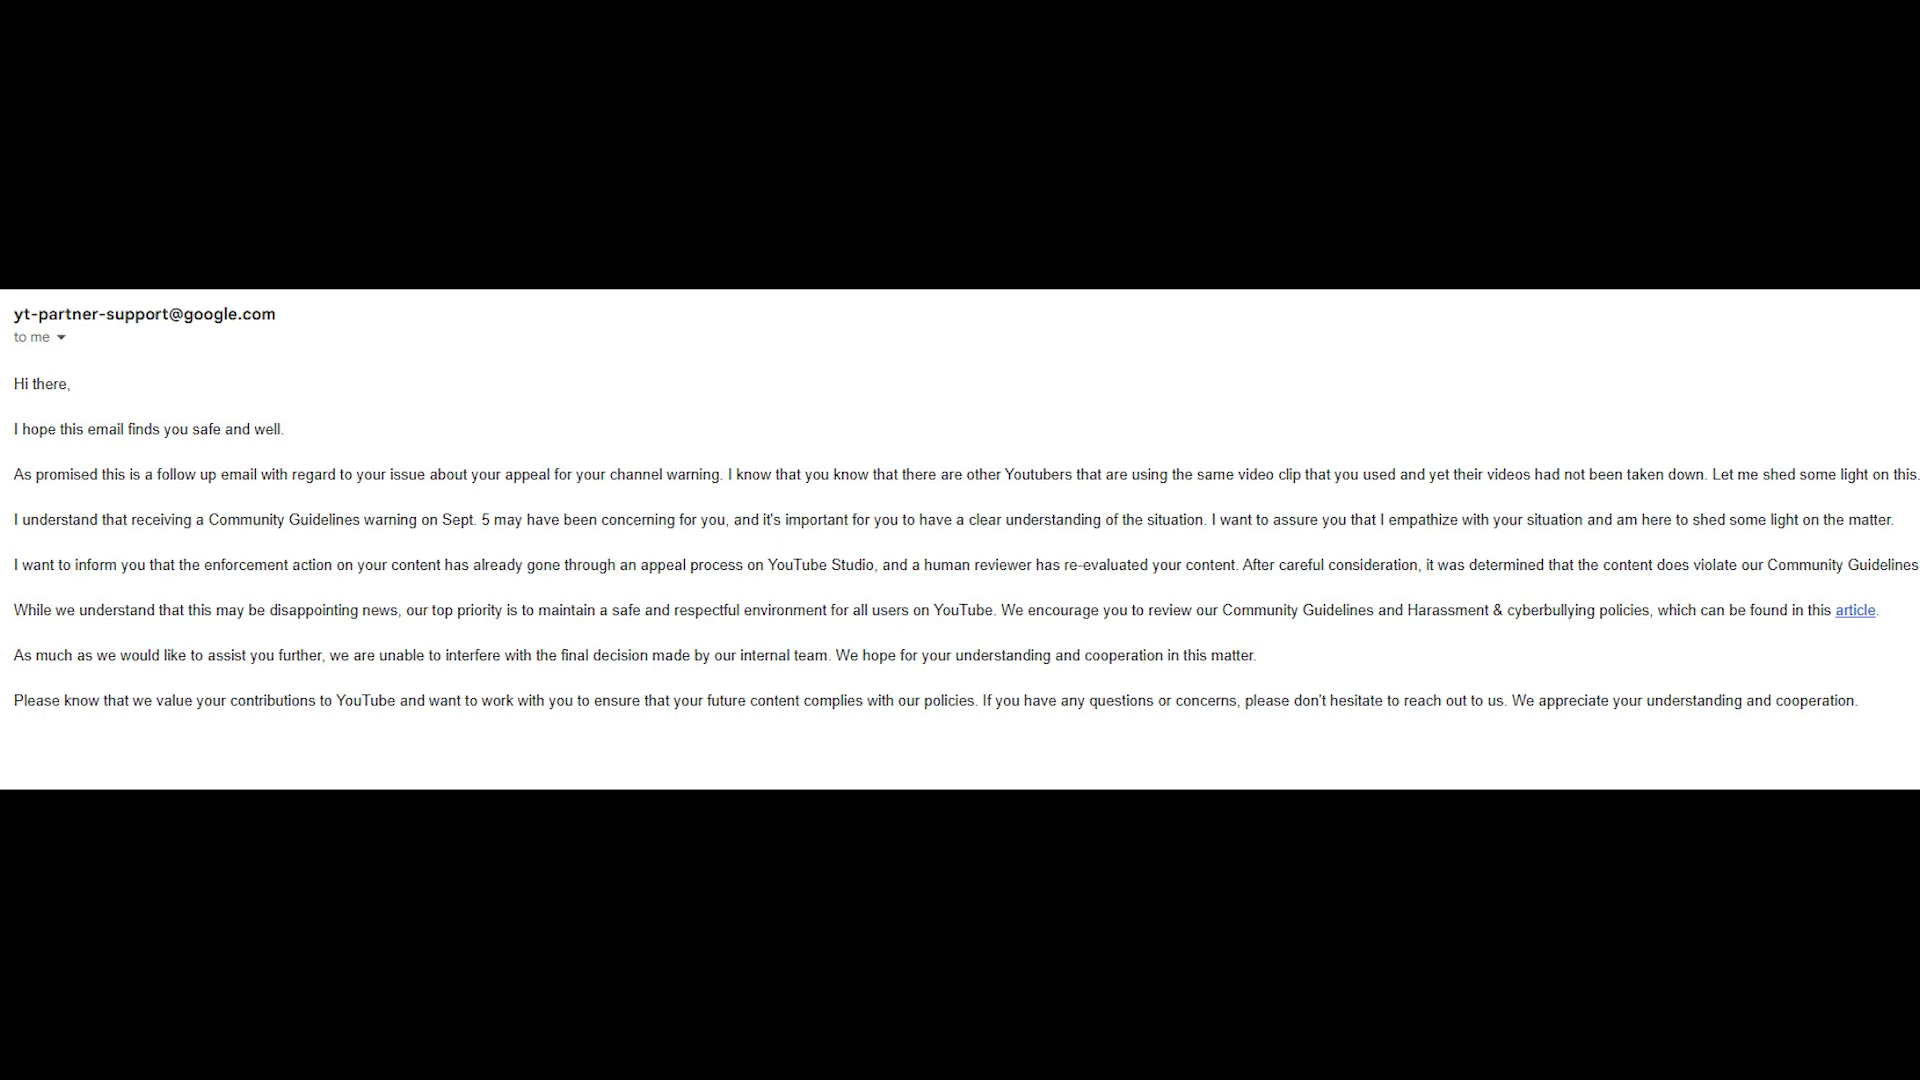 yt-partner-support@google.com
to me
Hi there,
I hope this email finds you safe and well.
As promised this is a follow up email with regard to your issue about your appeal for your channel warning. I know that you know that there are other Youtubers that are using the same video clip that you used and yet their videos had not been taken down. Let me shed some light on this.
I understand that receiving a Community Guidelines warning on Sept. 5 may have been concerning for you, and it's important for you to have a clear understanding of the situation. I want to assure you that I empathize with your situation and am here to shed some light on the matter.
I want to inform you that the enforcement action on your content has already gone through an appeal process on YouTube Studio, and a human reviewer has re-evaluated your content. After careful consideration, it was determined that the content does violate our Community Guidelines
While we understand that this may be disappointing news, our top priority is to maintain a safe and respectful environment for all users on YouTube. We encourage you to review our Community Guidelines and Harassment & cyberbullying policies, which can be found in this article.
As much as we would like to assist you further, we are unable to interfere with the final decision made by our internal team. We hope for your understanding and cooperation in this matter.
Please know that we value your contributions to YouTube and want to work with you to ensure that your future content complies with our policies. If you have any questions or concerns, please don't hesitate to reach out to us. We appreciate your understanding and cooperation.